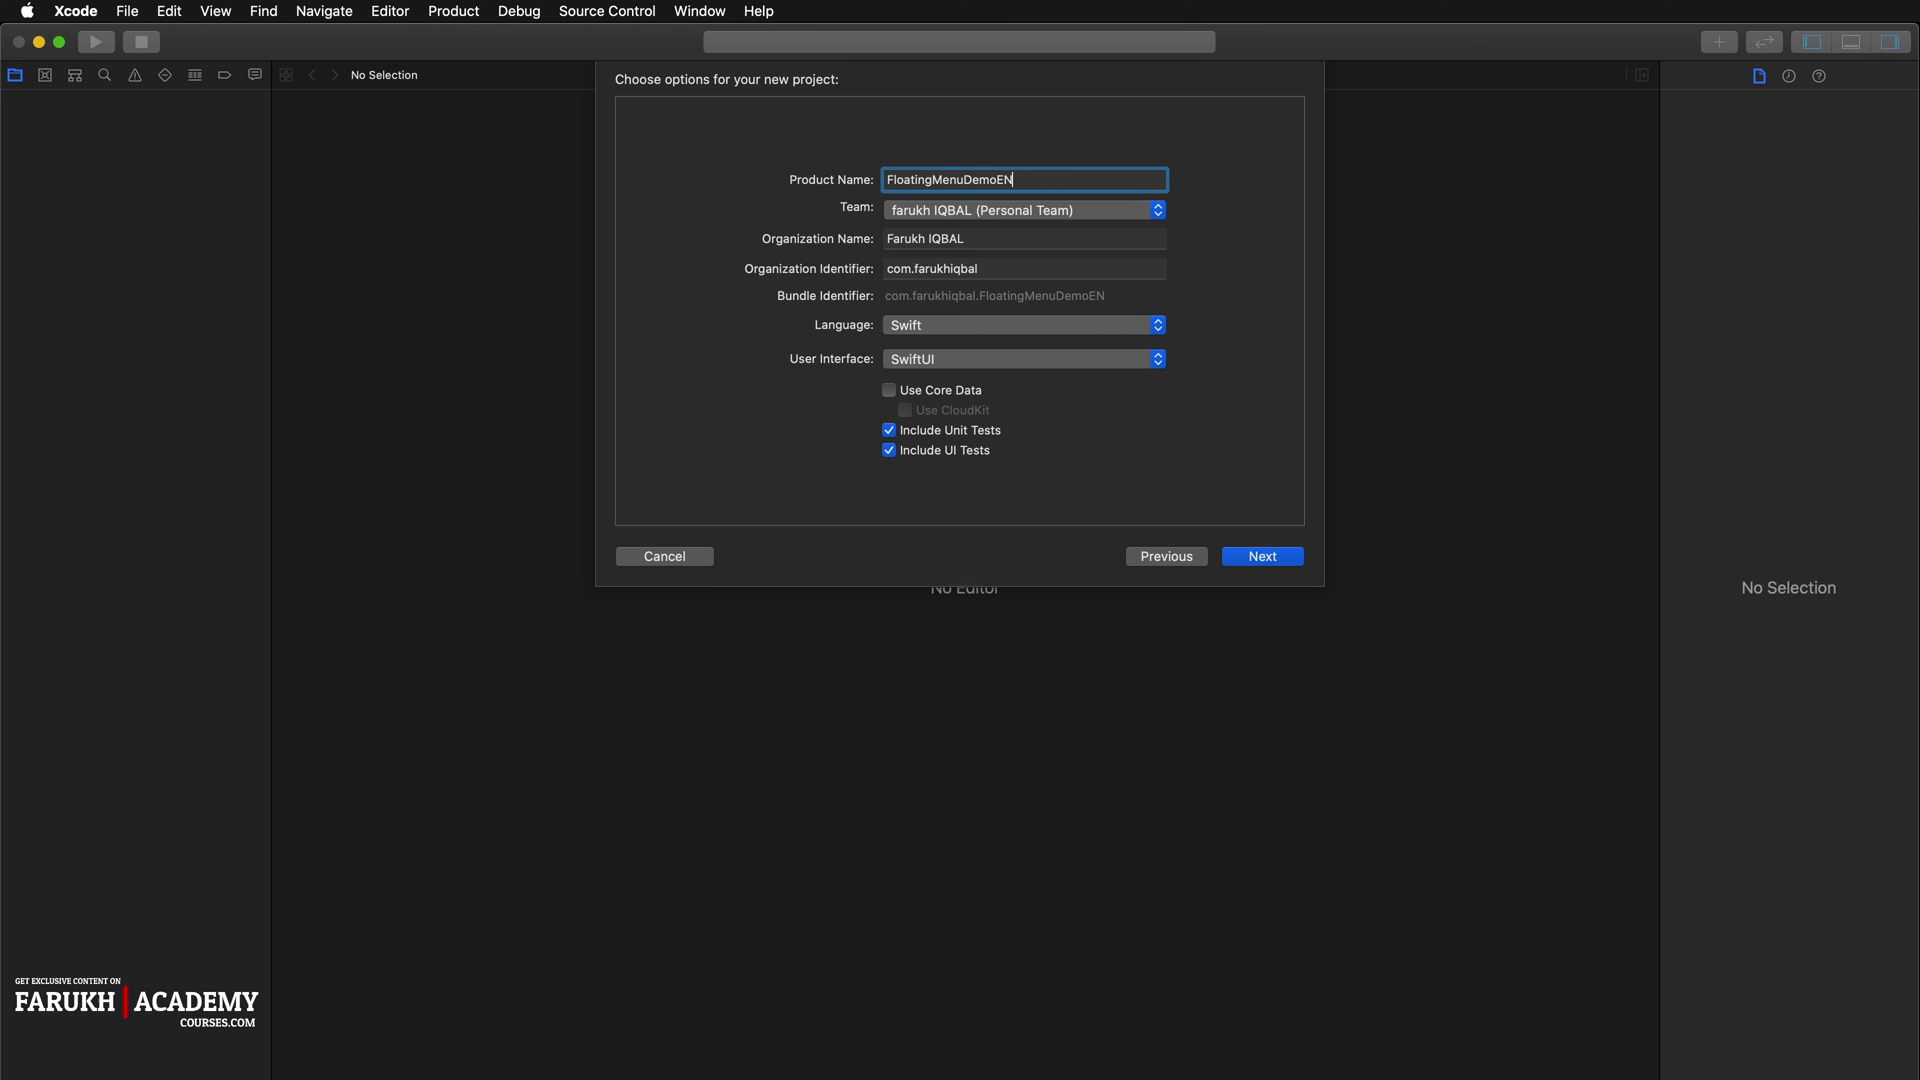 Xcode File Edit View Find Navigate Editor Product Debug Source Control Window Help
No Selection
Choose options for your new project:
Product Name: FloatingMenuDemoEN
Team: farukh IQBAL (Personal Team)
Organization Name: Farukh IQBAL
Organization Identifier: com.farukhiqbal
Bundle Identifier: com.farukhiqbal.FloatingMenuDemoEN
Language: Swift
User Interface: SwiftUI
Use Core Data
Use CloudKit
Include Unit Tests
Include UI Tests
Cancel Previous Next
No Editor
No Selection
GET EXCLUSIVE CONTENT ON
FARUKH ACADEMY
COURSES.COM